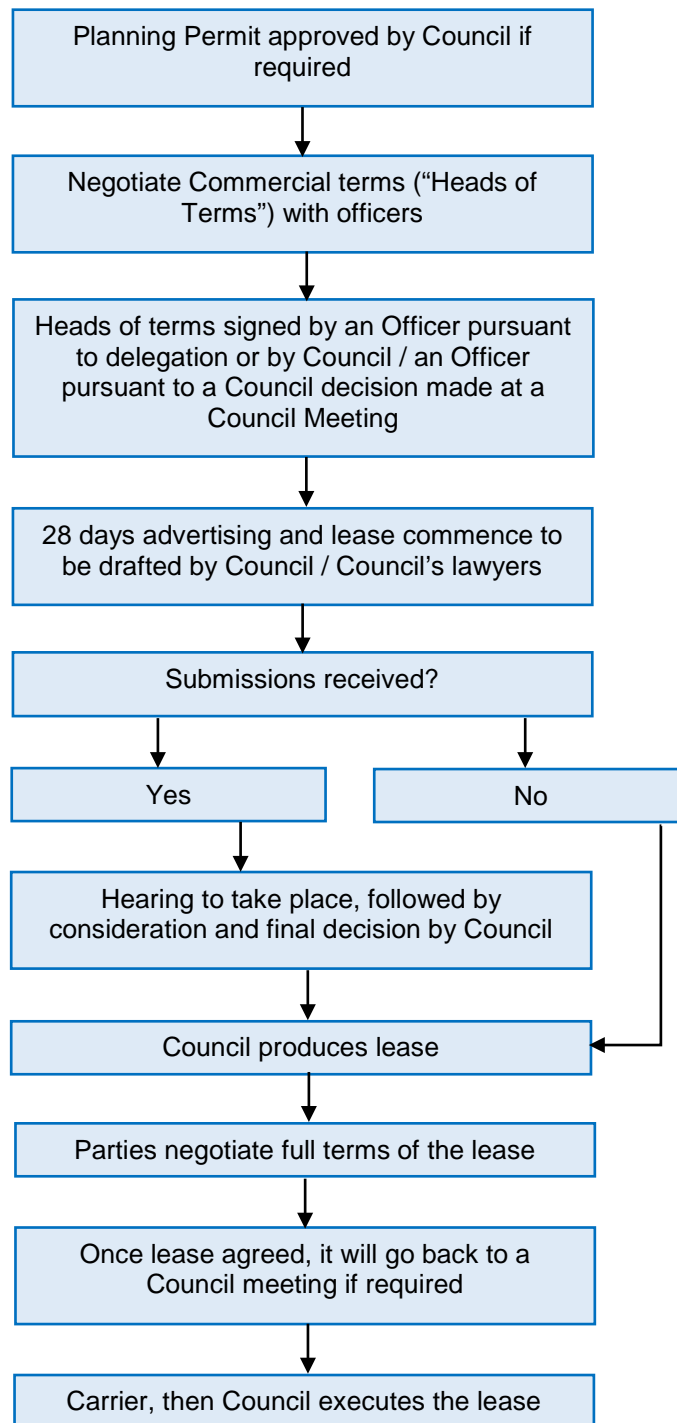 Planning Permit approved by Council if
required
Negotiate Commercial terms (“Heads of
Terms”) with officers
Heads of terms signed by an Officer pursuant
to delegation or by Council / an Officer
pursuant to a Council decision made at a
Council Meeting
28 days advertising and lease commence to
be drafted by Council / Council’s lawyers
Submissions received?
Yes
No
Hearing to take place, followed by
consideration and final decision by Council
Council produces lease
Parties negotiate full terms of the lease
Once lease agreed, it will go back to a
Council meeting if required
Carrier, then Council executes the lease